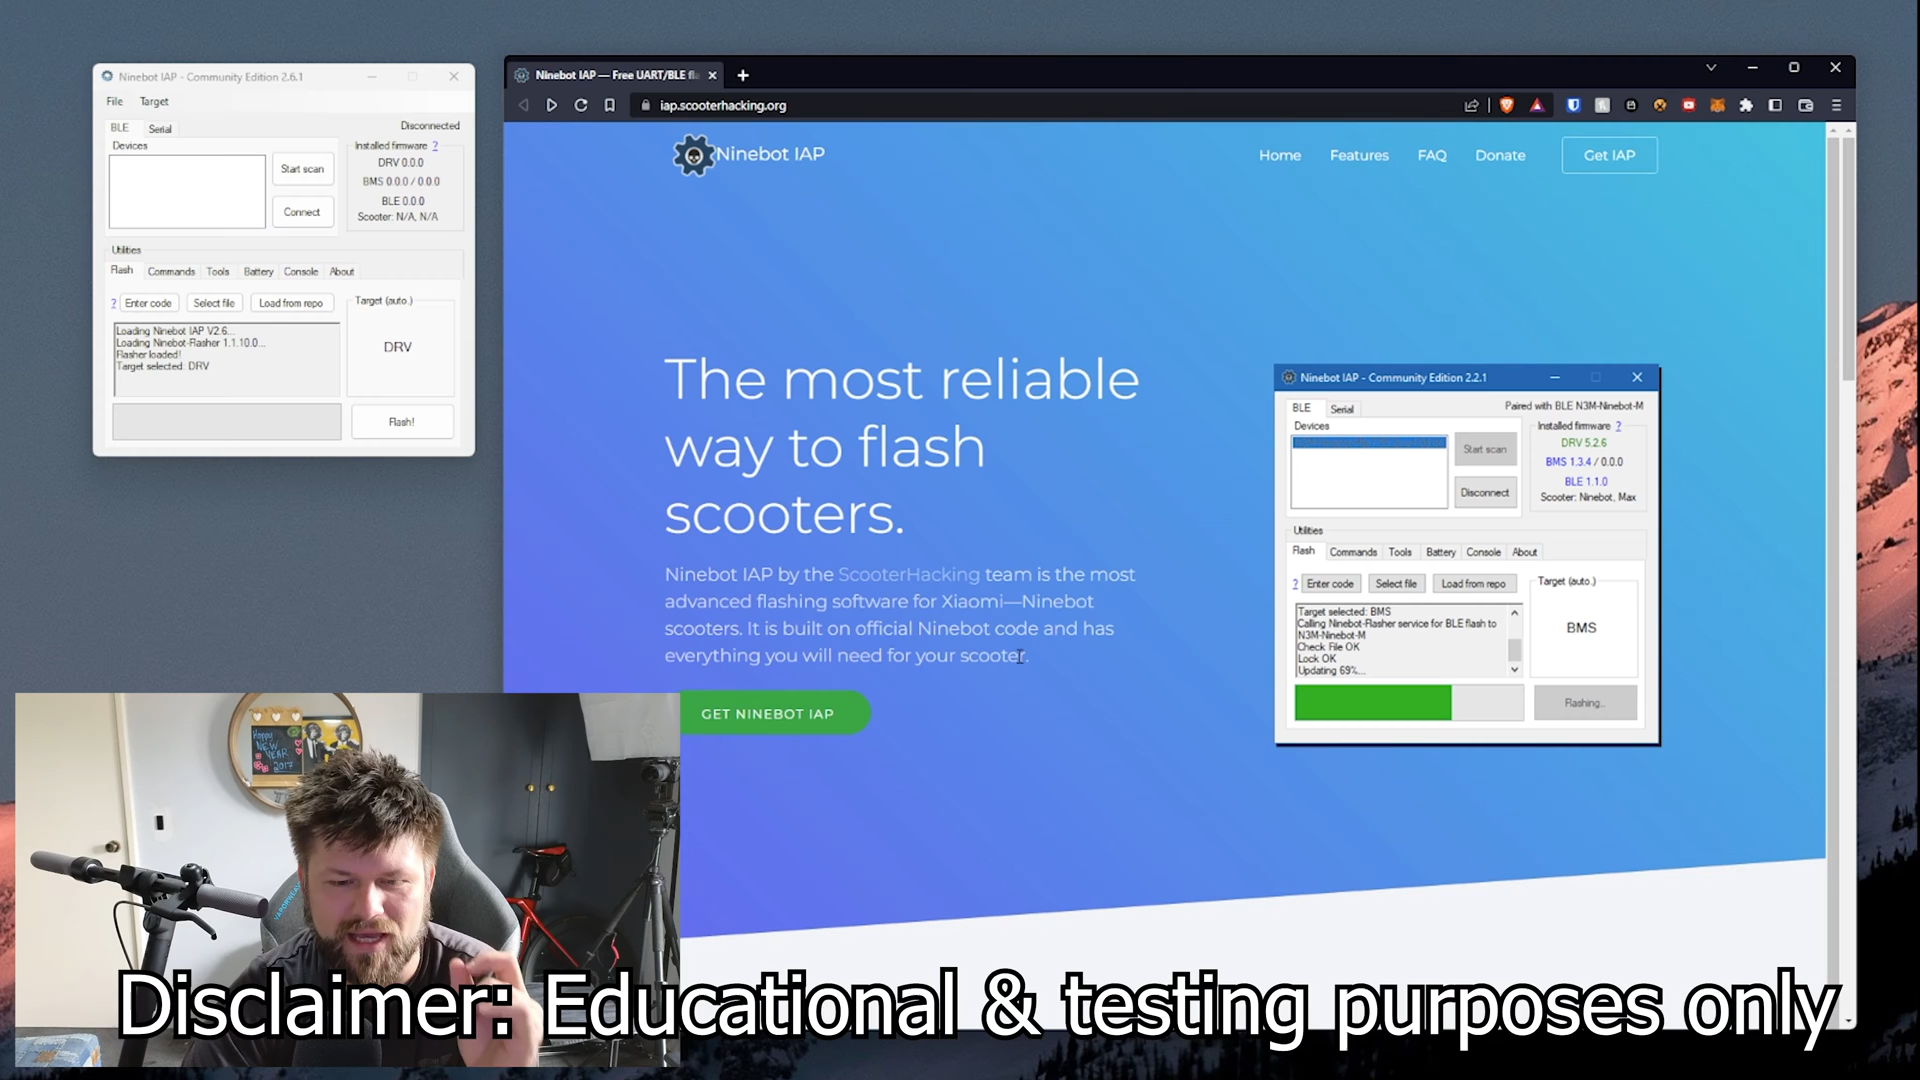 Ninebot IAP - Community Edition 2.6.1
File Target
BLE Serial
Disconnected
Devices
Start scan
Connect
Installed firmware ?
DRV 0.0.0
BMS 0.0.0 / 0.0.0
BLE 0.0.0
Scooter: N/A, N/A
Utilities
Flash Commands Tools Battery Console About
? Enter code Select file Load from repo
Loading Ninebot IAP V2.6...
Loading Ninebot-Flasher 1.1.10.0...
Flasher loaded!
Target selected: DRV
Target (auto.)
DRV
Flash!
Ninebot IAP — Free UART/BLE fl
iap.scooterhacking.org
Ninebot IAP
Home Features FAQ Donate Get IAP
The most reliable
way to flash
scooters.
Ninebot IAP by the ScooterHacking team is the most
advanced flashing software for Xiaomi—Ninebot
scooters. It is built on official Ninebot code and has
everything you will need for your scooter.
GET NINEBOT IAP
Ninebot IAP - Community Edition 2.2.1
BLE Serial
Paired with BLE N3M-Ninebot-M
Devices
Start scan
Disconnect
Installed firmware ?
DRV 5.2.6
BMS 1.3.4 / 0.0.0
BLE 1.1.0
Scooter: Ninebot, Max
Utilities
Flash Commands Tools Battery Console About
? Enter code Select file Load from repo
Target selected: BMS
Calling Ninebot-Flasher service for BLE flash to
N3M-Ninebot-M
Check File OK
Lock OK
Updating 69%...
Target (auto.)
BMS
Flashing...
Happy
NEW
YEAR
2017
Disclaimer: Educational & testing purposes only